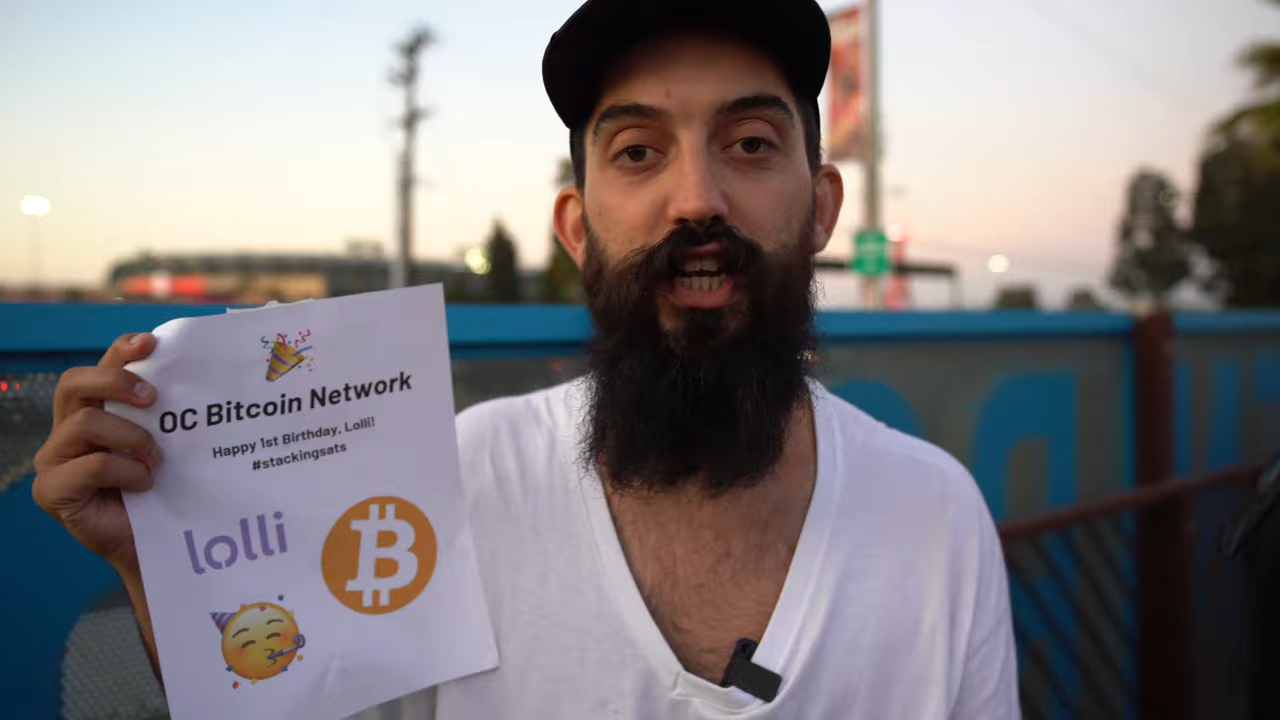 OC Bitcoin Network
Happy 1st Birthday, Lolli!
#stackingsats
lolli